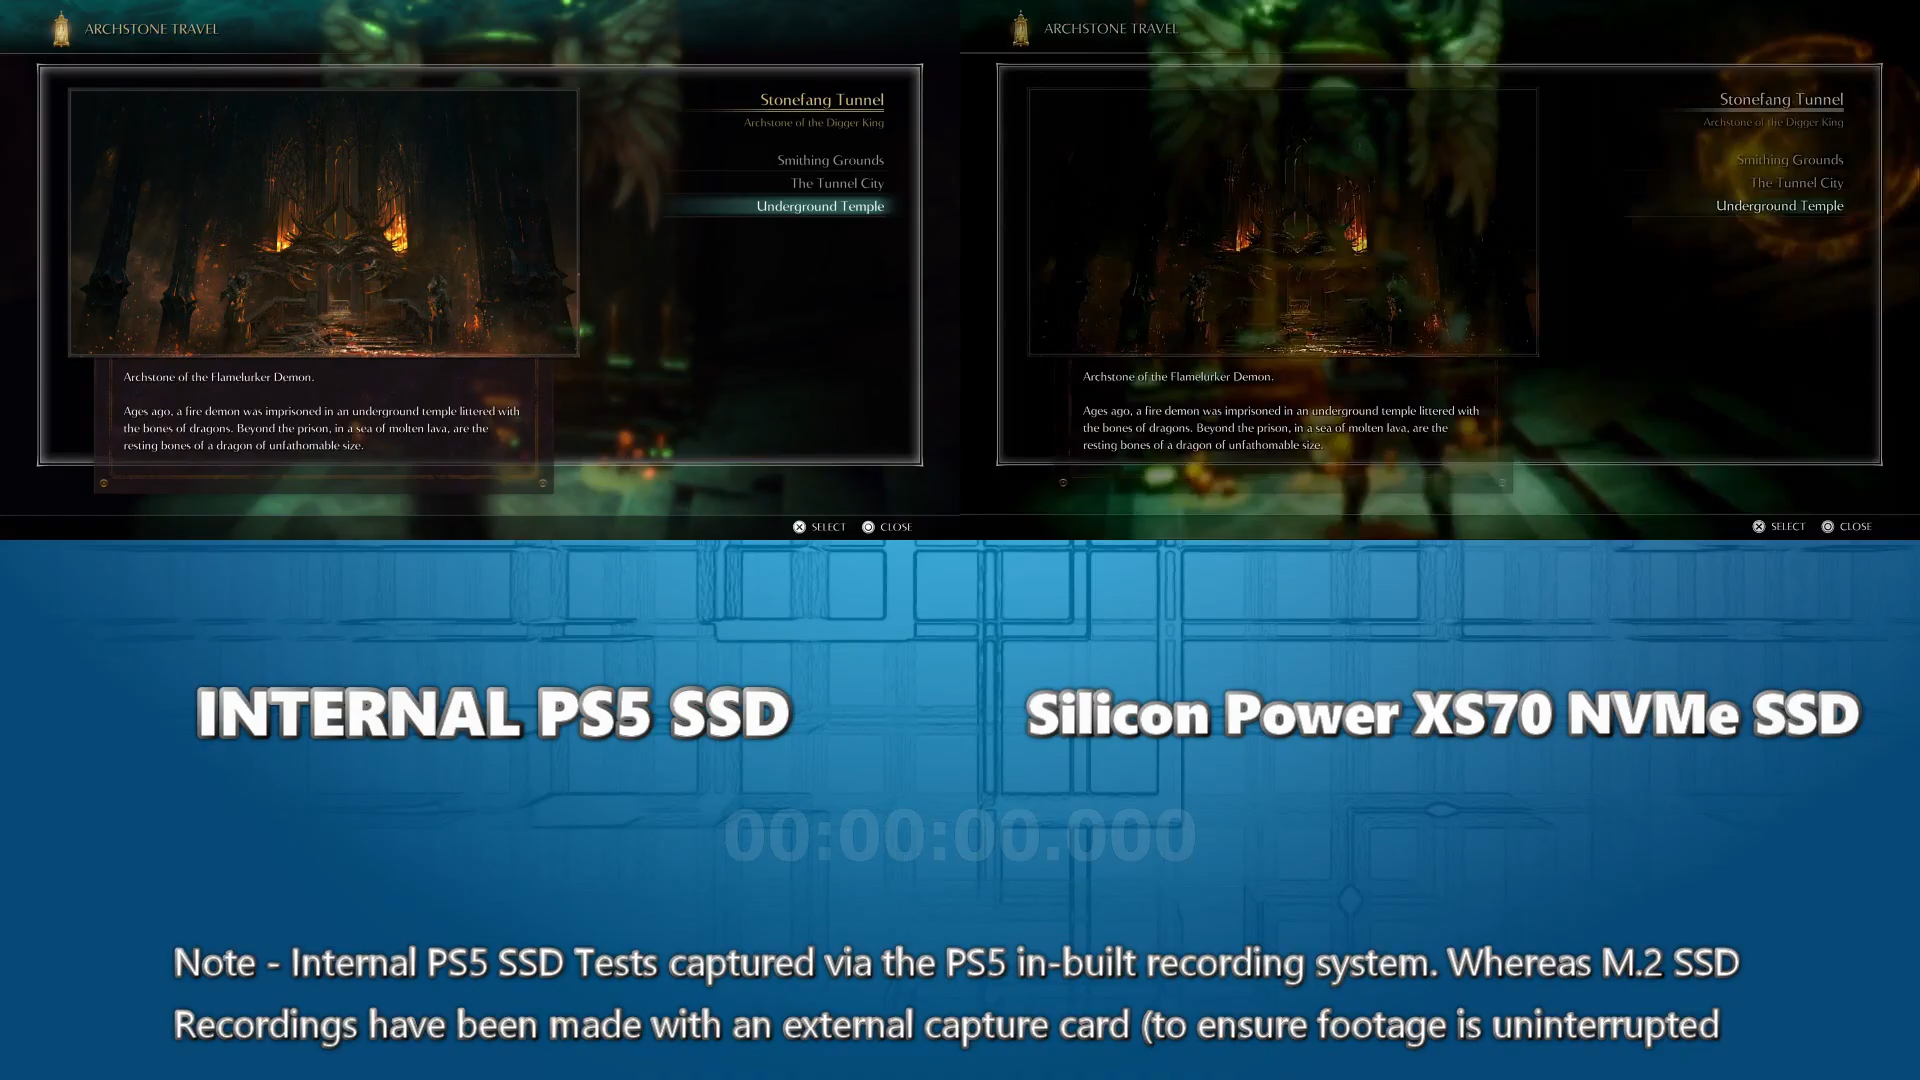 ARCHSTONE TRAVEL
Stonefang Tunnel
Archstone of the Digger King
Smithing Grounds
The Tunnel City
Underground Temple
Archstone of the Flamelurker Demon.
Ages ago, a fire demon was imprisoned in an underground temple littered with
the bones of dragons. Beyond the prison, in a sea of molten lava, are the
resting bones of a dragon of unfathomable size.
SELECT CLOSE
ARCHSTONE TRAVEL
Stonefang Tunnel
Archstone of the Digger King
Smithing Grounds
The Tunnel City
Underground Temple
Archstone of the Flamelurker Demon.
Ages ago, a fire demon was imprisoned in an underground temple littered with
the bones of dragons. Beyond the prison, in a sea of molten lava, are the
resting bones of a dragon of unfathomable size.
SELECT CLOSE
INTERNAL PS5 SSD
Silicon Power XS70 NVMe SSD
00:00:00.000
Note - Internal PS5 SSD Tests captured via the PS5 in-built recording system. Whereas M.2 SSD
Recordings have been made with an external capture card (to ensure footage is uninterrupted